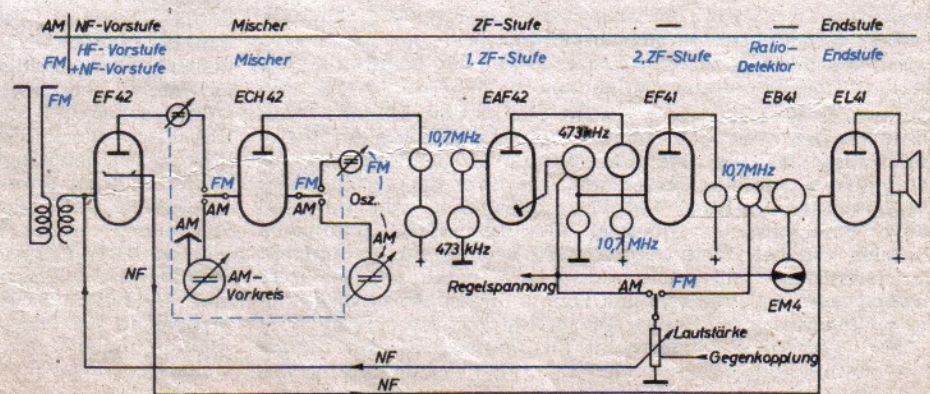 AM NF-Vorstufe Mischer ZF-Stufe — — Endstufe
FM HF-Vorstufe +NF-Vorstufe Mischer 1. ZF-Stufe 2. ZF-Stufe Ratio-Detektor Endstufe
FM EF42 ECH42 EAF42 EF41 EB41 EL41
10,7MHz
473kHz
10,7MHz
FM
AM
FM
AM
FM
Osz.
AM
AM
473 kHz
10,7 MHz
NF
AM-
Vorkreis
Regelspannung
AM
FM
EM4
Lautstärke
Gegenkopplung
NF
NF